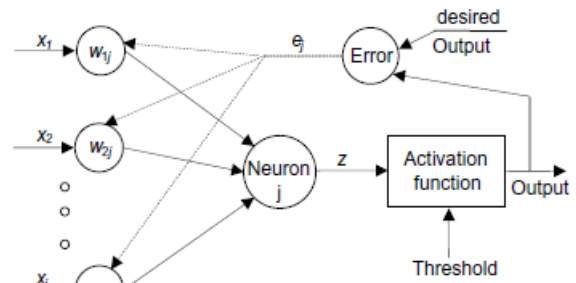 desired
Output
x1
w1j
ej
Error
x2
w2j
Neuron
j
z
Activation
function
Output
Threshold
xi